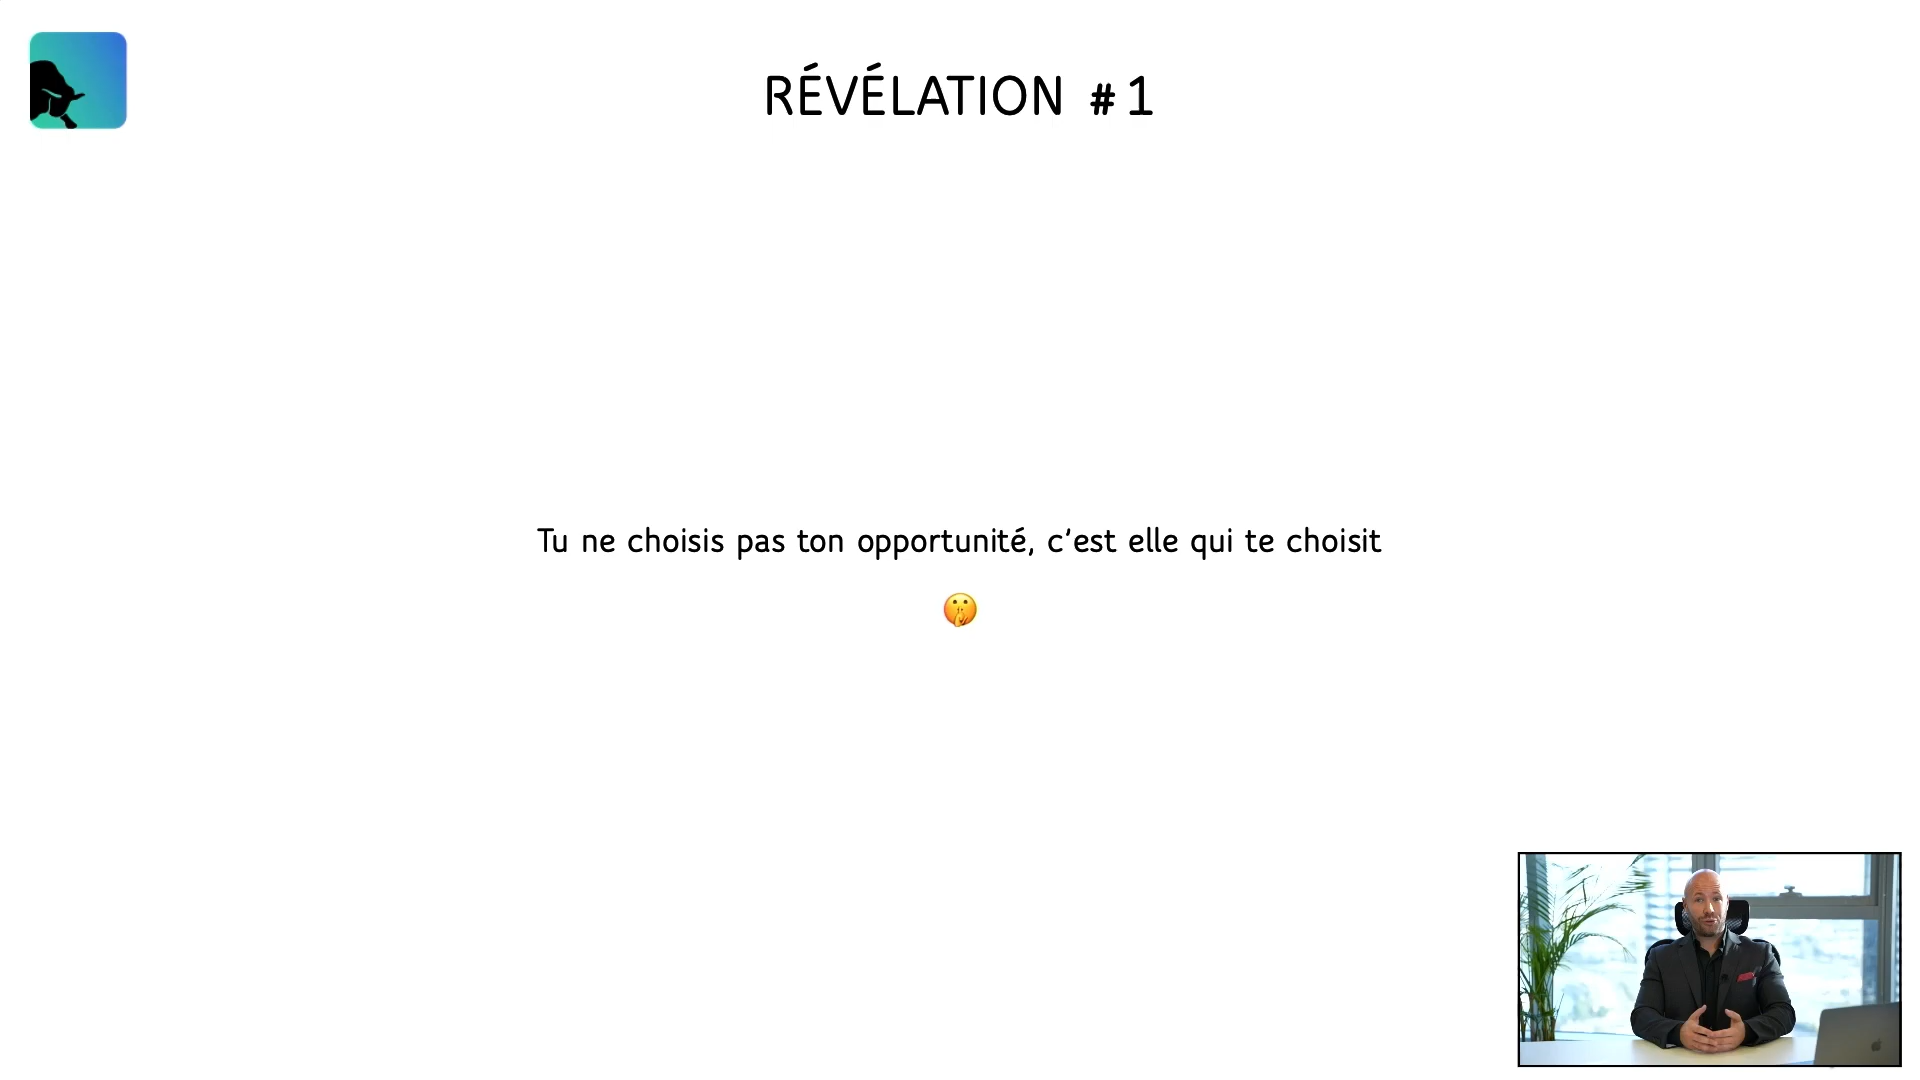 RÉVÉLATION #1
Tu ne choisis pas ton opportunité, c’est elle qui te choisit
🤫